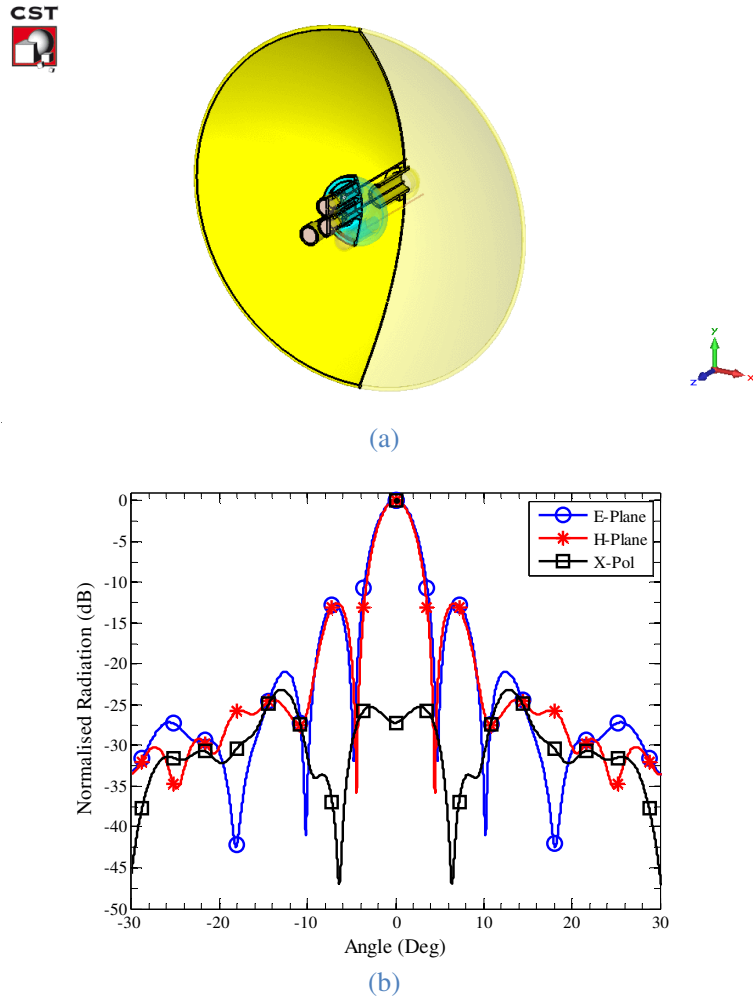 CST
y
z
x
(a)
Normalised Radiation (dB)
0
-5
-10
-15
-20
-25
-30
-35
-40
-45
-50
E-Plane
H-Plane
X-Pol
-30
-20
-10
0
10
20
30
Angle (Deg)
(b)